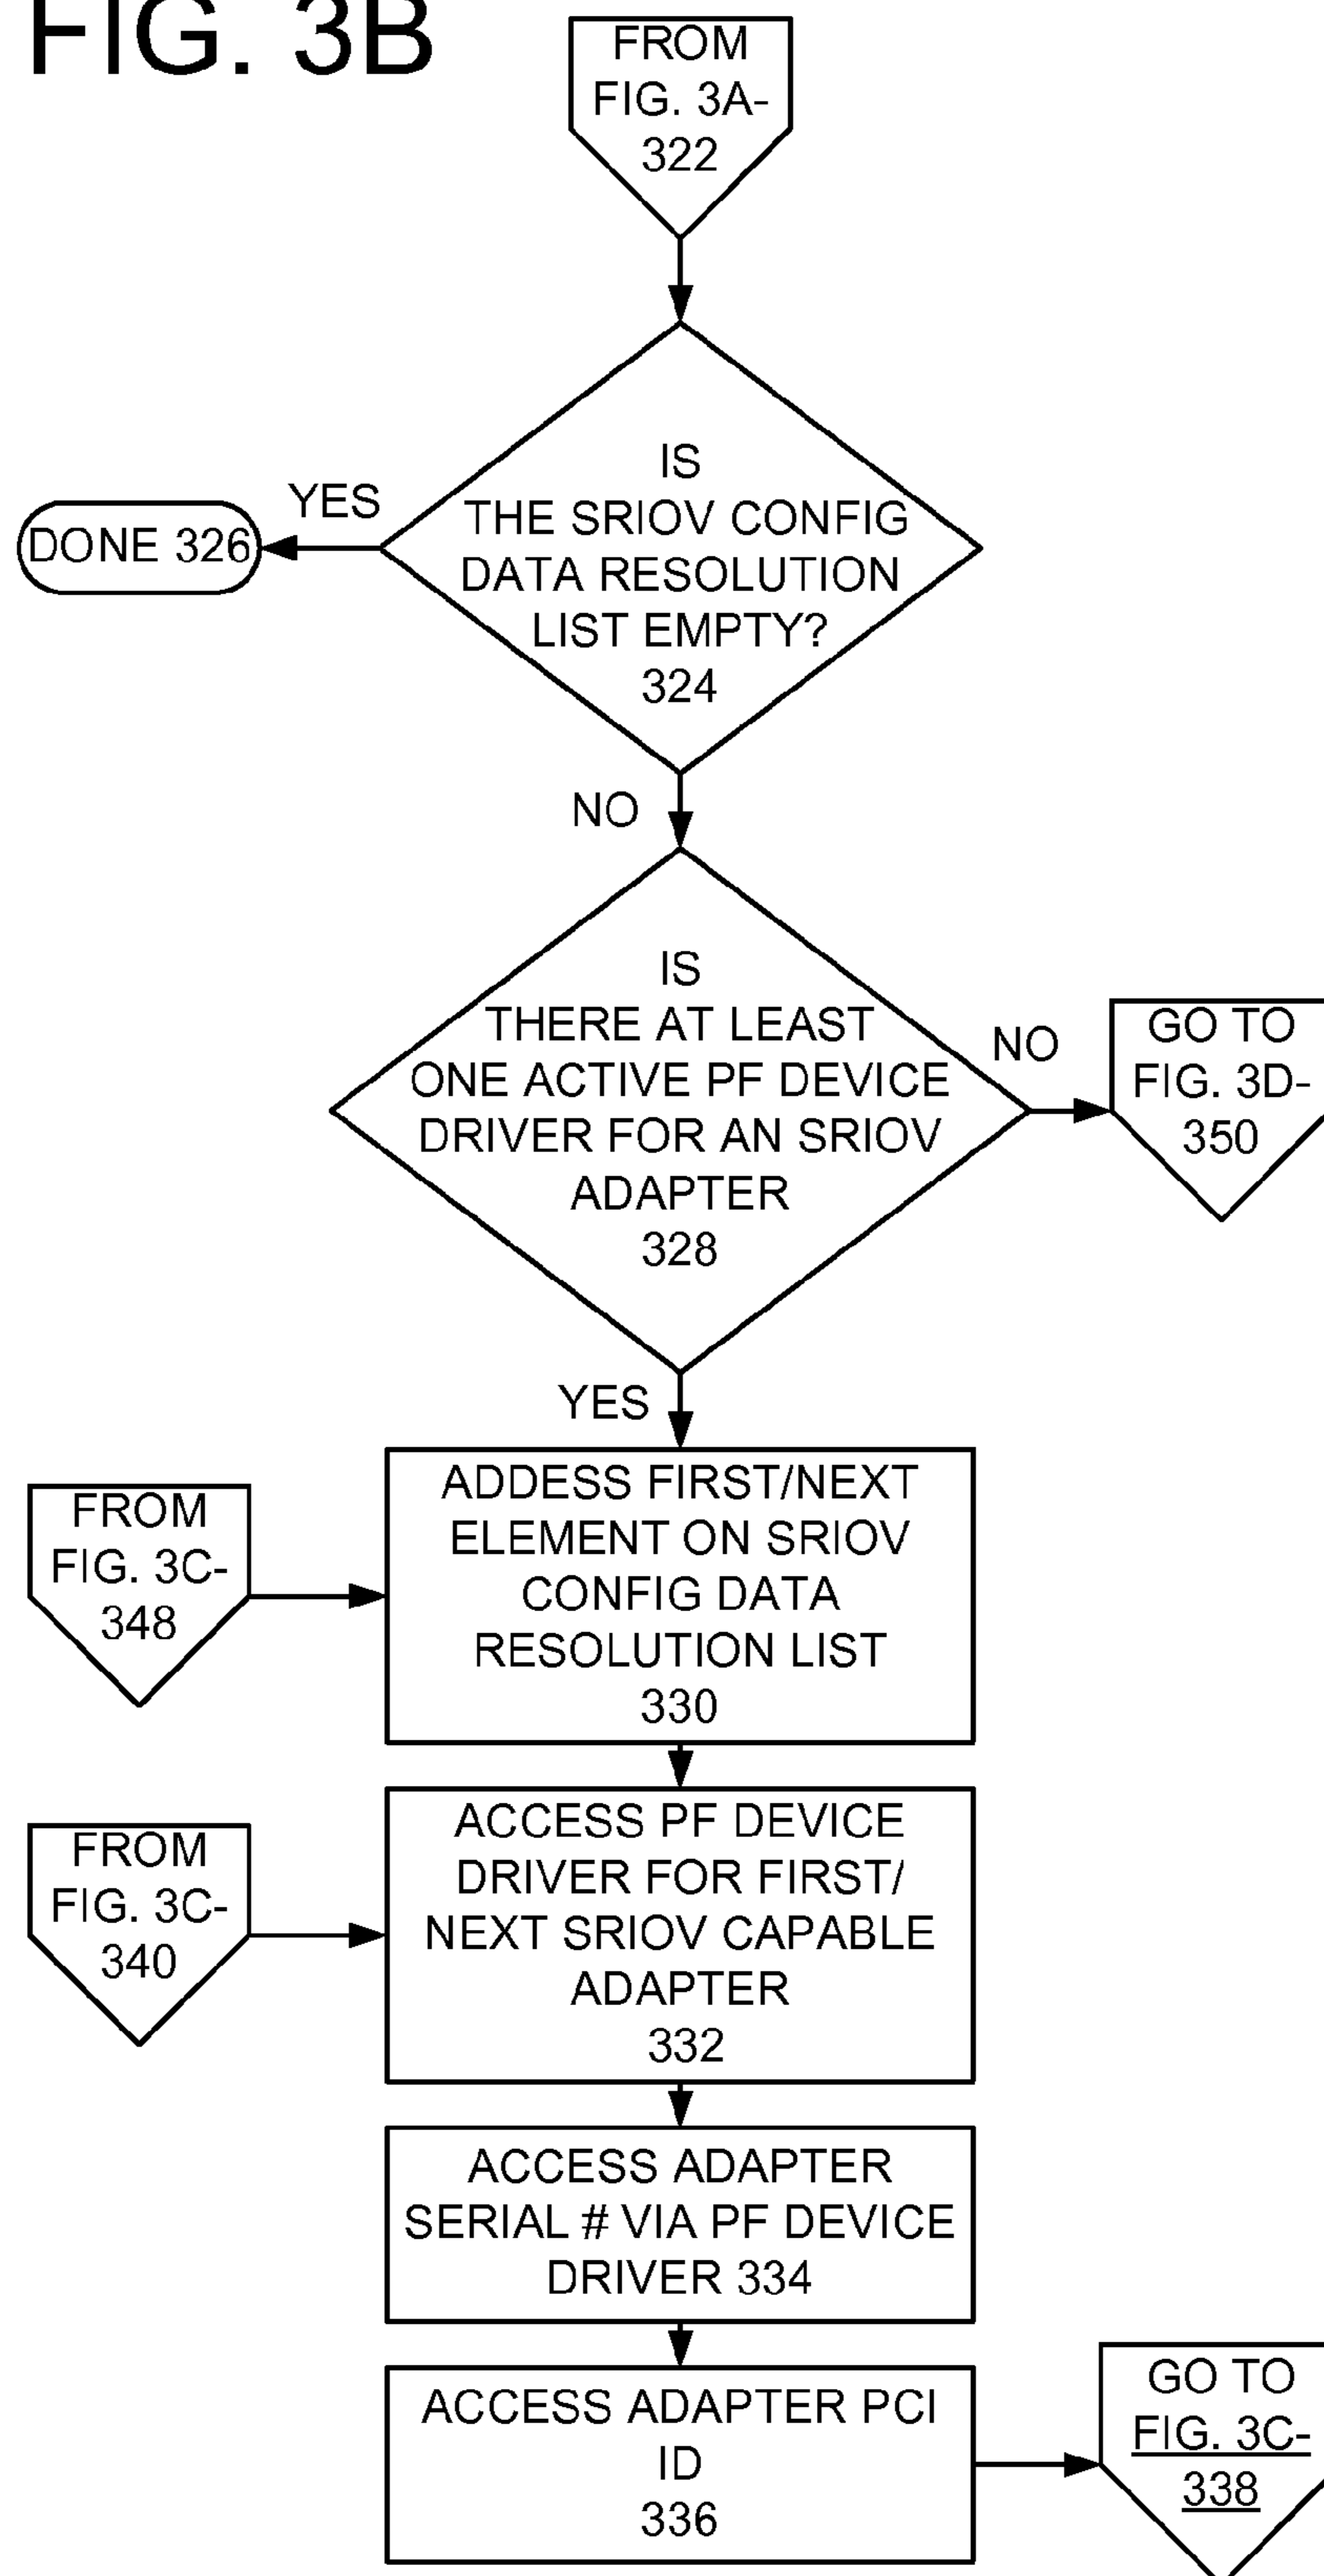 FIG. 3B
FROM
FIG. 3A-
322
IS
THE SRIOV CONFIG
DATA RESOLUTION
LIST EMPTY?
324
YES
DONE 326
NO
IS
THERE AT LEAST
ONE ACTIVE PF DEVICE
DRIVER FOR AN SRIOV
ADAPTER
328
NO
GO TO
FIG. 3D-
350
YES
ADDESS FIRST/NEXT
ELEMENT ON SRIOV
CONFIG DATA
RESOLUTION LIST
330
FROM
FIG. 3C-
348
ACCESS PF DEVICE
DRIVER FOR FIRST/
NEXT SRIOV CAPABLE
ADAPTER
332
FROM
FIG. 3C-
340
ACCESS ADAPTER
SERIAL # VIA PF DEVICE
DRIVER 334
ACCESS ADAPTER PCI
ID
336
GO TO
FIG. 3C-
338